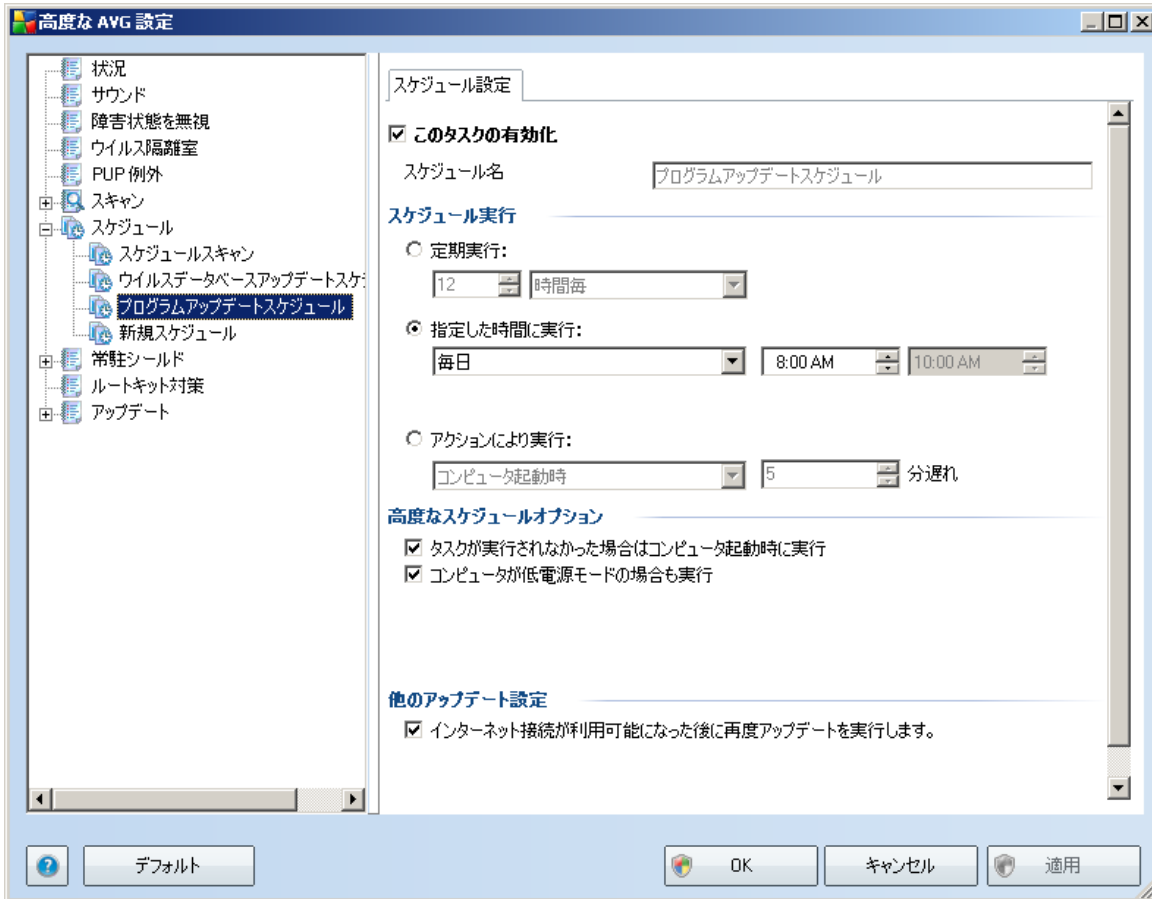 高度な AVG 設定
状況
サウンド
障害状態を無視
ウイルス隔離室
PUP 例外
スキャン
スケジュール
スケジュールスキャン
ウイルスデータベースアップデートスケジ
プログラムアップデートスケジュール
新規スケジュール
常駐シールド
ルートキット対策
アップデート
スケジュール設定
このタスクの有効化
スケジュール名 プログラムアップデートスケジュール
スケジュール実行
定期実行:
12 時間毎
指定した時間に実行:
毎日 8:00 AM 10:00 AM
アクションにより実行:
コンピュータ起動時 5 分遅れ
高度なスケジュールオプション
タスクが実行されなかった場合はコンピュータ起動時に実行
コンピュータが低電源モードの場合も実行
他のアップデート設定
インターネット接続が利用可能になった後に再度アップデートを実行します。
? デフォルト OK キャンセル 適用